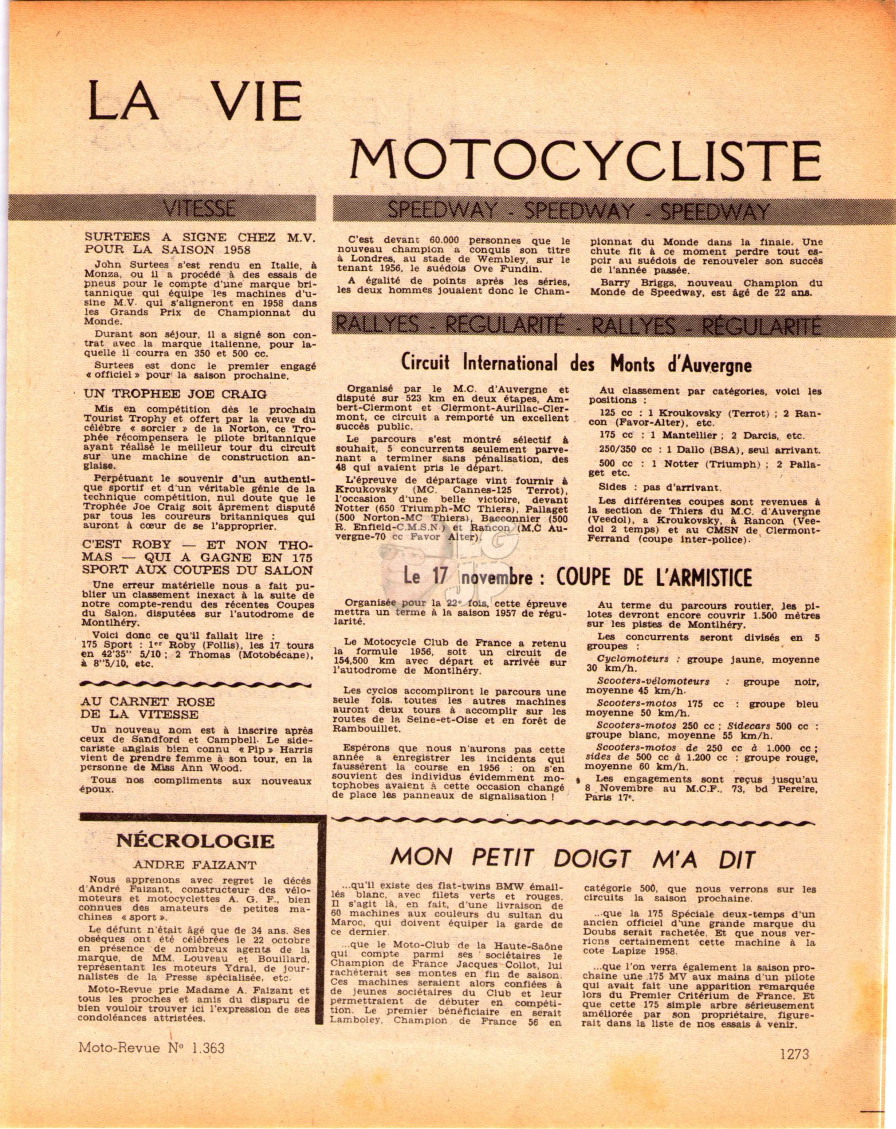 LA VIE
MOTOCYCLISTE
VITESSE
SURTEES A SIGNE CHEZ M.V.
POUR LA SAISON 1958
John Surtees s'est rendu en Italie, à
Monza, ou il a procédé à des essais de
pneus pour le compte d'une marque bri-
tannique qui équipe les machines d'u-
sine M.V. qui s'aligneront en 1958 dans
les Grands Prix de Championnat du
Monde.
Durant son séjour, il a signé son con-
trat avec la marque italienne, pour la-
quelle il courra en 350 et 500 cc.
Surtees est donc le premier engagé
« officiel » pour la saison prochaine.
UN TROPHEE JOE CRAIG
Mis en compétition dès le prochain
Tourist Trophy et offert par la veuve du
célèbre « sorcier » de la Norton, ce Tro-
phée récompensera le pilote britannique
ayant réalisé le meilleur tour du circuit
sur une machine de construction an-
glaise.
Perpétuant le souvenir d'un authenti-
que sportif et d'un véritable génie de la
technique compétition, nul doute que le
Trophée Joe Craig soit âprement disputé
par tous les coureurs britanniques qui
auront à cœur de se l'approprier.
C'EST ROBY — ET NON THO-
MAS — QUI A GAGNE EN 175
SPORT AUX COUPES DU SALON
Une erreur matérielle nous a fait pu-
blier un classement inexact à la suite de
notre compte-rendu des récentes Coupes
du Salon, disputées sur l'autodrome de
Montlhéry.
Voici donc ce qu'il fallait lire :
175 Sport : 1er Roby (Follis), les 17 tours
en 42'35'' 5/10 ; 2 Thomas (Motobécane),
à 8''5/10, etc.
AU CARNET ROSE
DE LA VITESSE
Un nouveau nom est à inscrire après
ceux de Sandford et Campbell. Le side-
cariste anglais bien connu « Pip » Harris
vient de prendre femme à son tour, en la
personne de Miss Ann Wood.
Tous nos compliments aux nouveaux
époux.
NÉCROLOGIE
ANDRE FAIZANT
Nous apprenons avec regret le décès
d'André Faizant, constructeur des vélo-
moteurs et motocyclettes A. G. F., bien
connues des amateurs de petites ma-
chines « sport ».
Le défunt n'était âgé que de 34 ans. Ses
obséques ont été célébrées le 22 octobre
en présence de nombreux agents de la
marque, de MM. Louveau et Bouillard,
représentant les moteurs Ydral, de jour-
nalistes de la Presse spécialisée, etc.
Moto-Revue prie Madame A. Faizant et
tous les proches et amis du disparu de
bien vouloir trouver ici l'expression de ses
condoléances attristées.
SPEEDWAY - SPEEDWAY - SPEEDWAY
C'est devant 60.000 personnes que le
nouveau champion a conquis son titre
à Londres, au stade de Wembley, sur le
tenant 1956, le suédois Ove Fundin.
A égalité de points après les séries,
les deux hommes jouaient donc le Cham-
pionnat du Monde dans la finale. Une
chute fit à ce moment perdre tout es-
poir au suédois de renouveler son succès
de l'année passée.
Barry Briggs, nouveau Champion du
Monde de Speedway, est âgé de 22 ans.
RALLYES - REGULARITÉ - RALLYES - RÉGULARITÉ
Circuit International des Monts d'Auvergne
Organisé par le M.C. d'Auvergne et
disputé sur 523 km en deux étapes, Am-
bert-Clermont et Clermont-Aurillac-Cler-
mont, ce circuit a remporté un excellent
succès public.
Le parcours s'est montré sélectif à
souhait, 5 concurrents seulement parve-
nant a terminer sans pénalisation, des
48 qui avaient pris le départ.
L'épreuve de départage vint fournir à
Kroukovsky (MC. Cannes-125 Terrot),
l'occasion d'une belle victoire, devant
Notter (650 Triumph-MC Thiers), Pallaget
(500 Norton-MC Thiers), Bacconnier (500
R. Enfield-C.M.S.N.) et Rancon (M.C Au-
vergne-70 cc Favor Alter).
Au classement par catégories, voici les
positions :
125 cc : 1 Kroukovsky (Terrot) ; 2 Ran-
con (Favor-Alter), etc.
175 cc : 1 Mantellier ; 2 Darcis, etc.
250/350 cc : 1 Dallo (BSA), seul arrivant.
500 cc : 1 Notter (Triumph) ; 2 Palla-
get etc.
Sides : pas d'arrivant.
Les différentes coupes sont revenues à
la section de Thiers du M.C. d'Auvergne
(Veedol), a Kroukovsky, à Rancon (Vee-
dol 2 temps) et au CMSN de Clermont-
Ferrand (coupe inter-police).
Le 17 novembre : COUPE DE L'ARMISTICE
Organisée pour la 22e fois, cette épreuve
mettra un terme à la saison 1957 de régu-
larité.
Le Motocycle Club de France a retenu
la formule 1956, soit un circuit de
154,500 km avec départ et arrivée sur
l'autodrome de Montlhéry.
Les cyclos accompliront le parcours une
seule fois, toutes les autres machines
auront deux tours à accomplir sur les
routes de la Seine-et-Oise et en forêt de
Rambouillet.
Espérons que nous n'aurons pas cette
année a enregistrer les incidents qui
faussèrent la course en 1956 : on s'en
souvient des individus évidemment mo-
tophobes avaient à cette occasion changé
de place les panneaux de signalisation !
Au terme du parcours routier, les pi-
lotes devront encore couvrir 1.500 mètres
sur les pistes de Montlhéry.
Les concurrents seront divisés en 5
groupes :
Cyclomoteurs : groupe jaune, moyenne
30 km/h.
Scooters-vélomoteurs : groupe noir,
moyenne 45 km/h.
Scooters-motos 175 cc : groupe bleu
moyenne 50 km/h.
Scooters-motos 250 cc ; Sidecars 500 cc :
groupe blanc, moyenne 55 km/h.
Scooters-motos de 250 cc à 1.000 cc ;
sides de 500 cc à 1.200 cc : groupe rouge,
moyenne 60 km/h.
Les engagements sont reçus jusqu'au
8 Novembre au M.C.F., 73, bd Pereire,
Paris 17e.
MON PETIT DOIGT M'A DIT
...qu'il existe des flat-twins BMW émail-
lés blanc, avec filets verts et rouges.
Il s'agit là, en fait, d'une livraison de
60 machines aux couleurs du sultan du
Maroc, qui doivent équiper la garde de
ce dernier.
...que le Moto-Club de la Haute-Saône
qui compte parmi ses sociétaires le
Champion de France Jacques Collot, lui
rachèterait ses montes en fin de saison.
Ces machines seraient alors confiées à
de jeunes sociétaires du Club et leur
permettraient de débuter en compéti-
tion. Le premier bénéficiaire en serait
Lamboley, Champion de France 56 en
catégorie 500, que nous verrons sur les
circuits la saison prochaine.
...que la 175 Spéciale deux-temps d'un
ancien officiel d'une grande marque du
Doubs serait rachetée. Et que nous ver-
rions certainement cette machine à la
cote Lapize 1958.
...que l'on verra également la saison pro-
chaine une 175 MV aux mains d'un pilote
qui avait fait une apparition remarquée
lors du Premier Critérium de France. Et
que cette 175 simple arbre sérieusement
améliorée par son propriétaire, figure-
rait dans la liste de nos essais à venir.
Moto-Revue No 1.363
1273